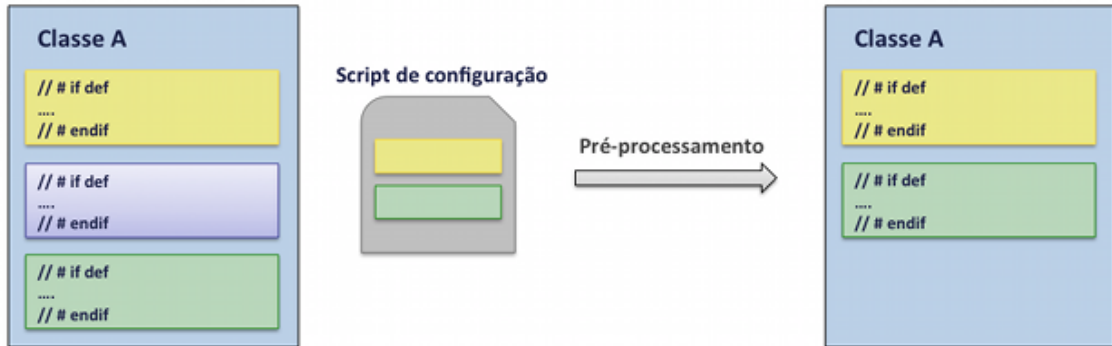 Classe A
// # if def
....
// # endif
// # if def
....
// # endif
// # if def
....
// # endif
Script de configuração
Pré-processamento
Classe A
// # if def
....
// # endif
// # if def
....
// # endif